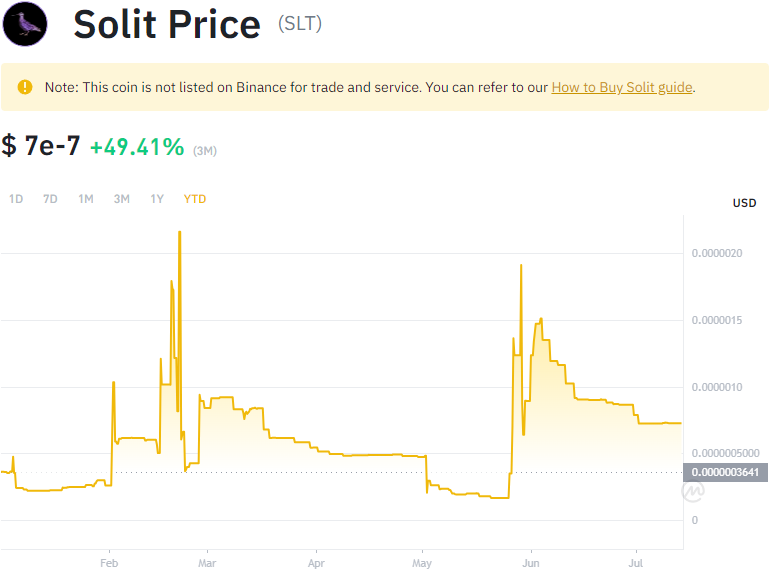 Solit Price (SLT)
Note: This coin is not listed on Binance for trade and service. You can refer to our How to Buy Solit guide.
$ 7e-7 +49.41% (3M)
1D 7D 1M 3M 1Y YTD
USD
0.0000020
0.0000015
0.0000010
0.0000005000
0.0000003641
0
Feb Mar Apr May Jun Jul